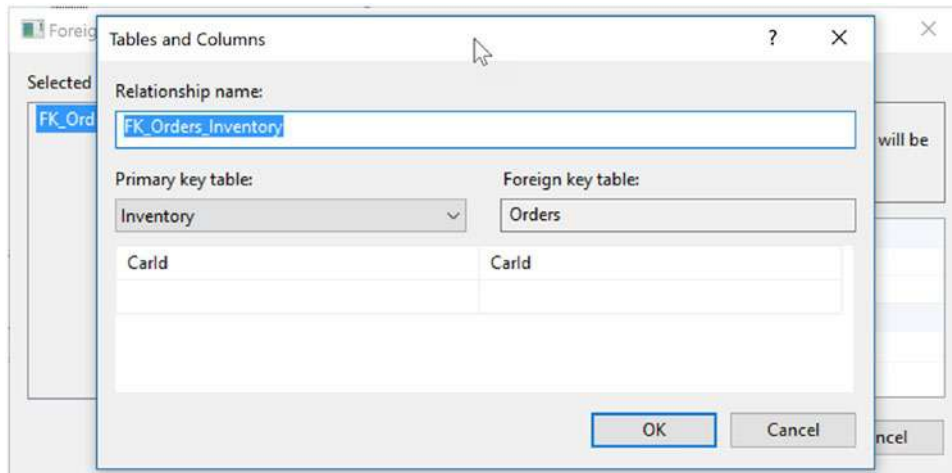 Foreig
Tables and Columns
?
Selected
Relationship name:
FK_Ord
FK_Orders_Inventory
will be
Primary key table:
Foreign key table:
Inventory
Orders
CarId
CarId
OK
Cancel
ncel